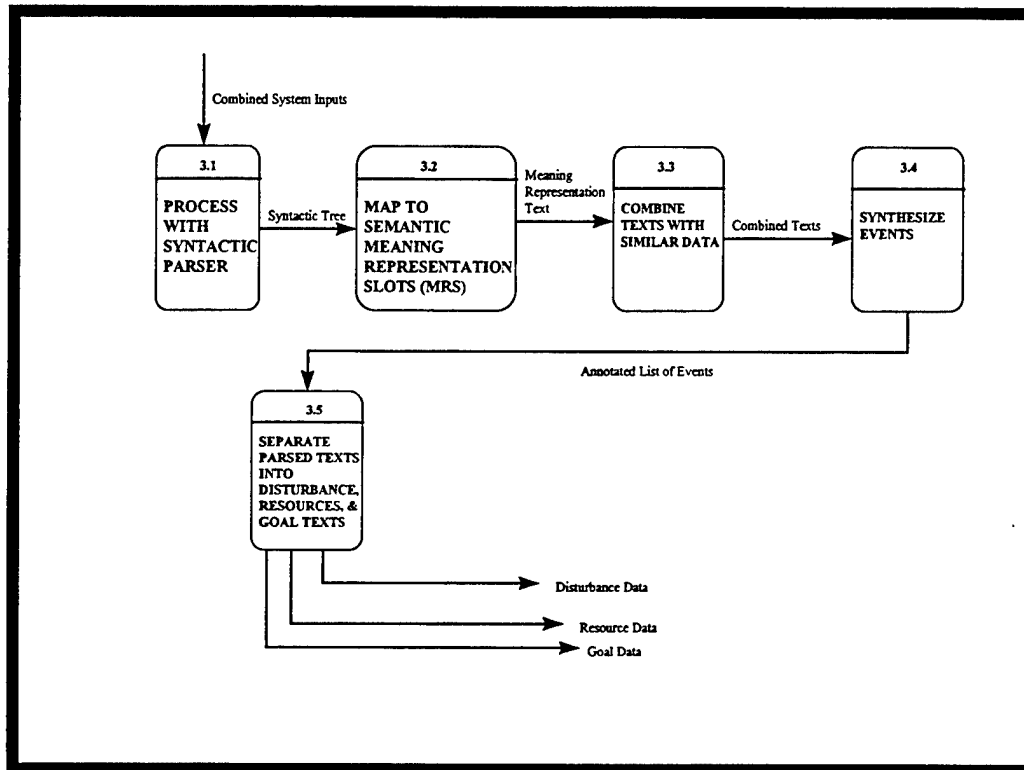 Combined System Inputs
3.1
PROCESS
WITH
SYNTACTIC
PARSER
Syntactic Tree
3.2
MAP TO
SEMANTIC
MEANING
REPRESENTATION
SLOTS (MRS)
Meaning
Representation
Text
3.3
COMBINE
TEXTS WITH
SIMILAR DATA
Combined Texts
3.4
SYNTHESIZE
EVENTS
Annotated List of Events
3.5
SEPARATE
PARSED TEXTS
INTO
DISTURBANCE,
RESOURCES, &
GOAL TEXTS
Disturbance Data
Resource Data
Goal Data